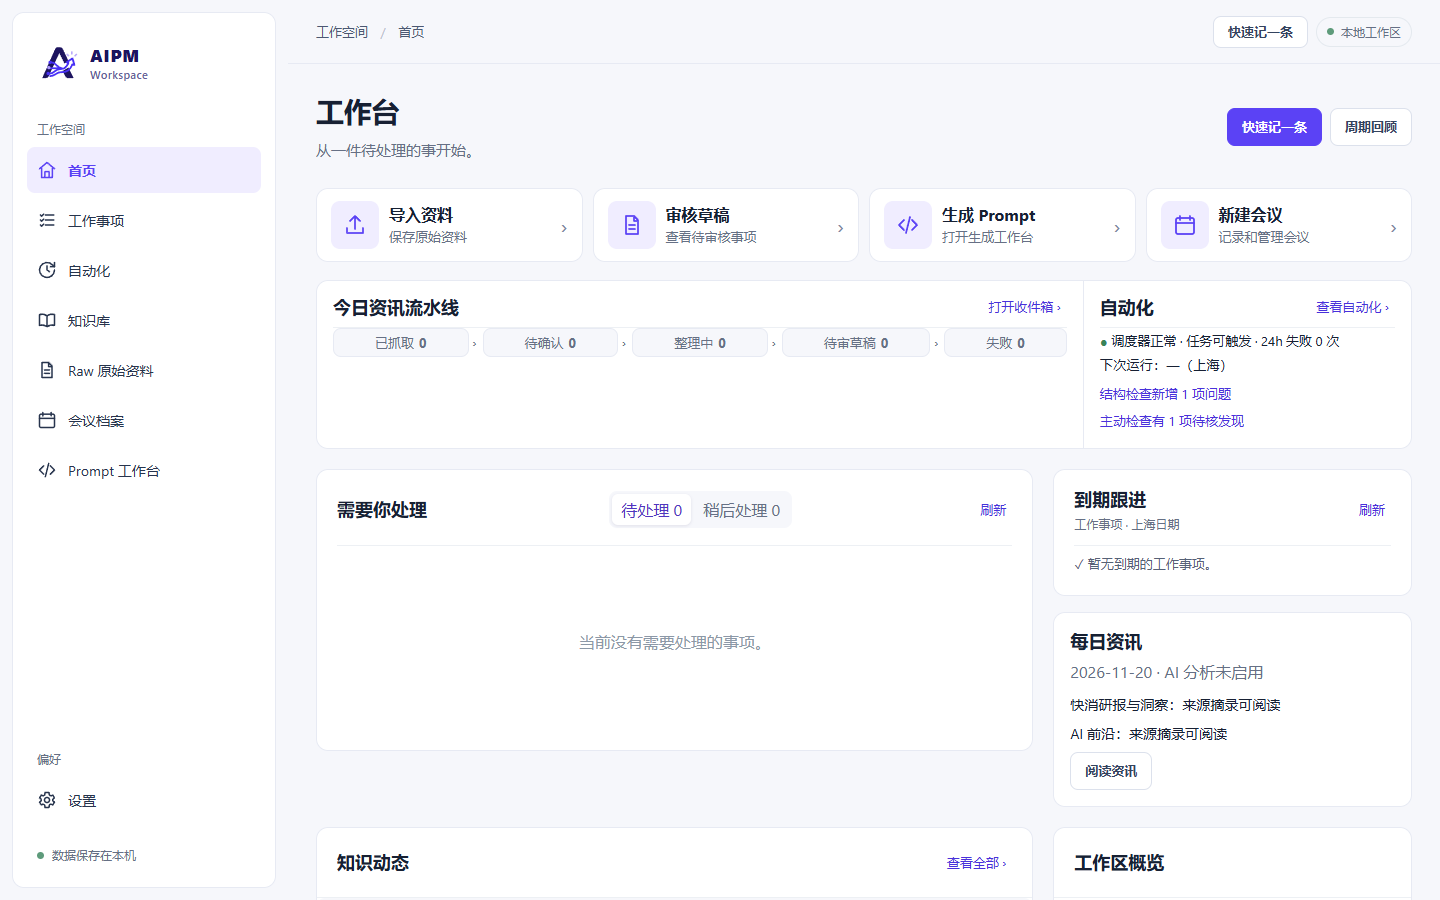 AIPM
Workspace
工作空间
首页
工作事项
自动化
知识库
Raw 原始资料
会议档案
Prompt 工作台
偏好
设置
数据保存在本机
工作空间 / 首页
快速记一条
本地工作区
工作台
从一件待处理的事开始。
快速记一条
周期回顾
导入资料
保存原始资料
›
审核草稿
查看待审核事项
›
生成 Prompt
打开生成工作台
›
新建会议
记录和管理会议
›
今日资讯流水线
打开收件箱 ›
已抓取 0 › 待确认 0 › 整理中 0 › 待审草稿 0 › 失败 0
自动化
查看自动化 ›
● 调度器正常 · 任务可触发 · 24h 失败 0 次
下次运行：—（上海）
结构检查新增 1 项问题
主动检查有 1 项待核发现
需要你处理
待处理 0
稍后处理 0
刷新
当前没有需要处理的事项。
到期跟进
工作事项 · 上海日期
刷新
✓ 暂无到期的工作事项。
每日资讯
2026-11-20 · AI 分析未启用
快消研报与洞察：来源摘录可阅读
AI 前沿：来源摘录可阅读
阅读资讯
知识动态
查看全部 ›
工作区概览